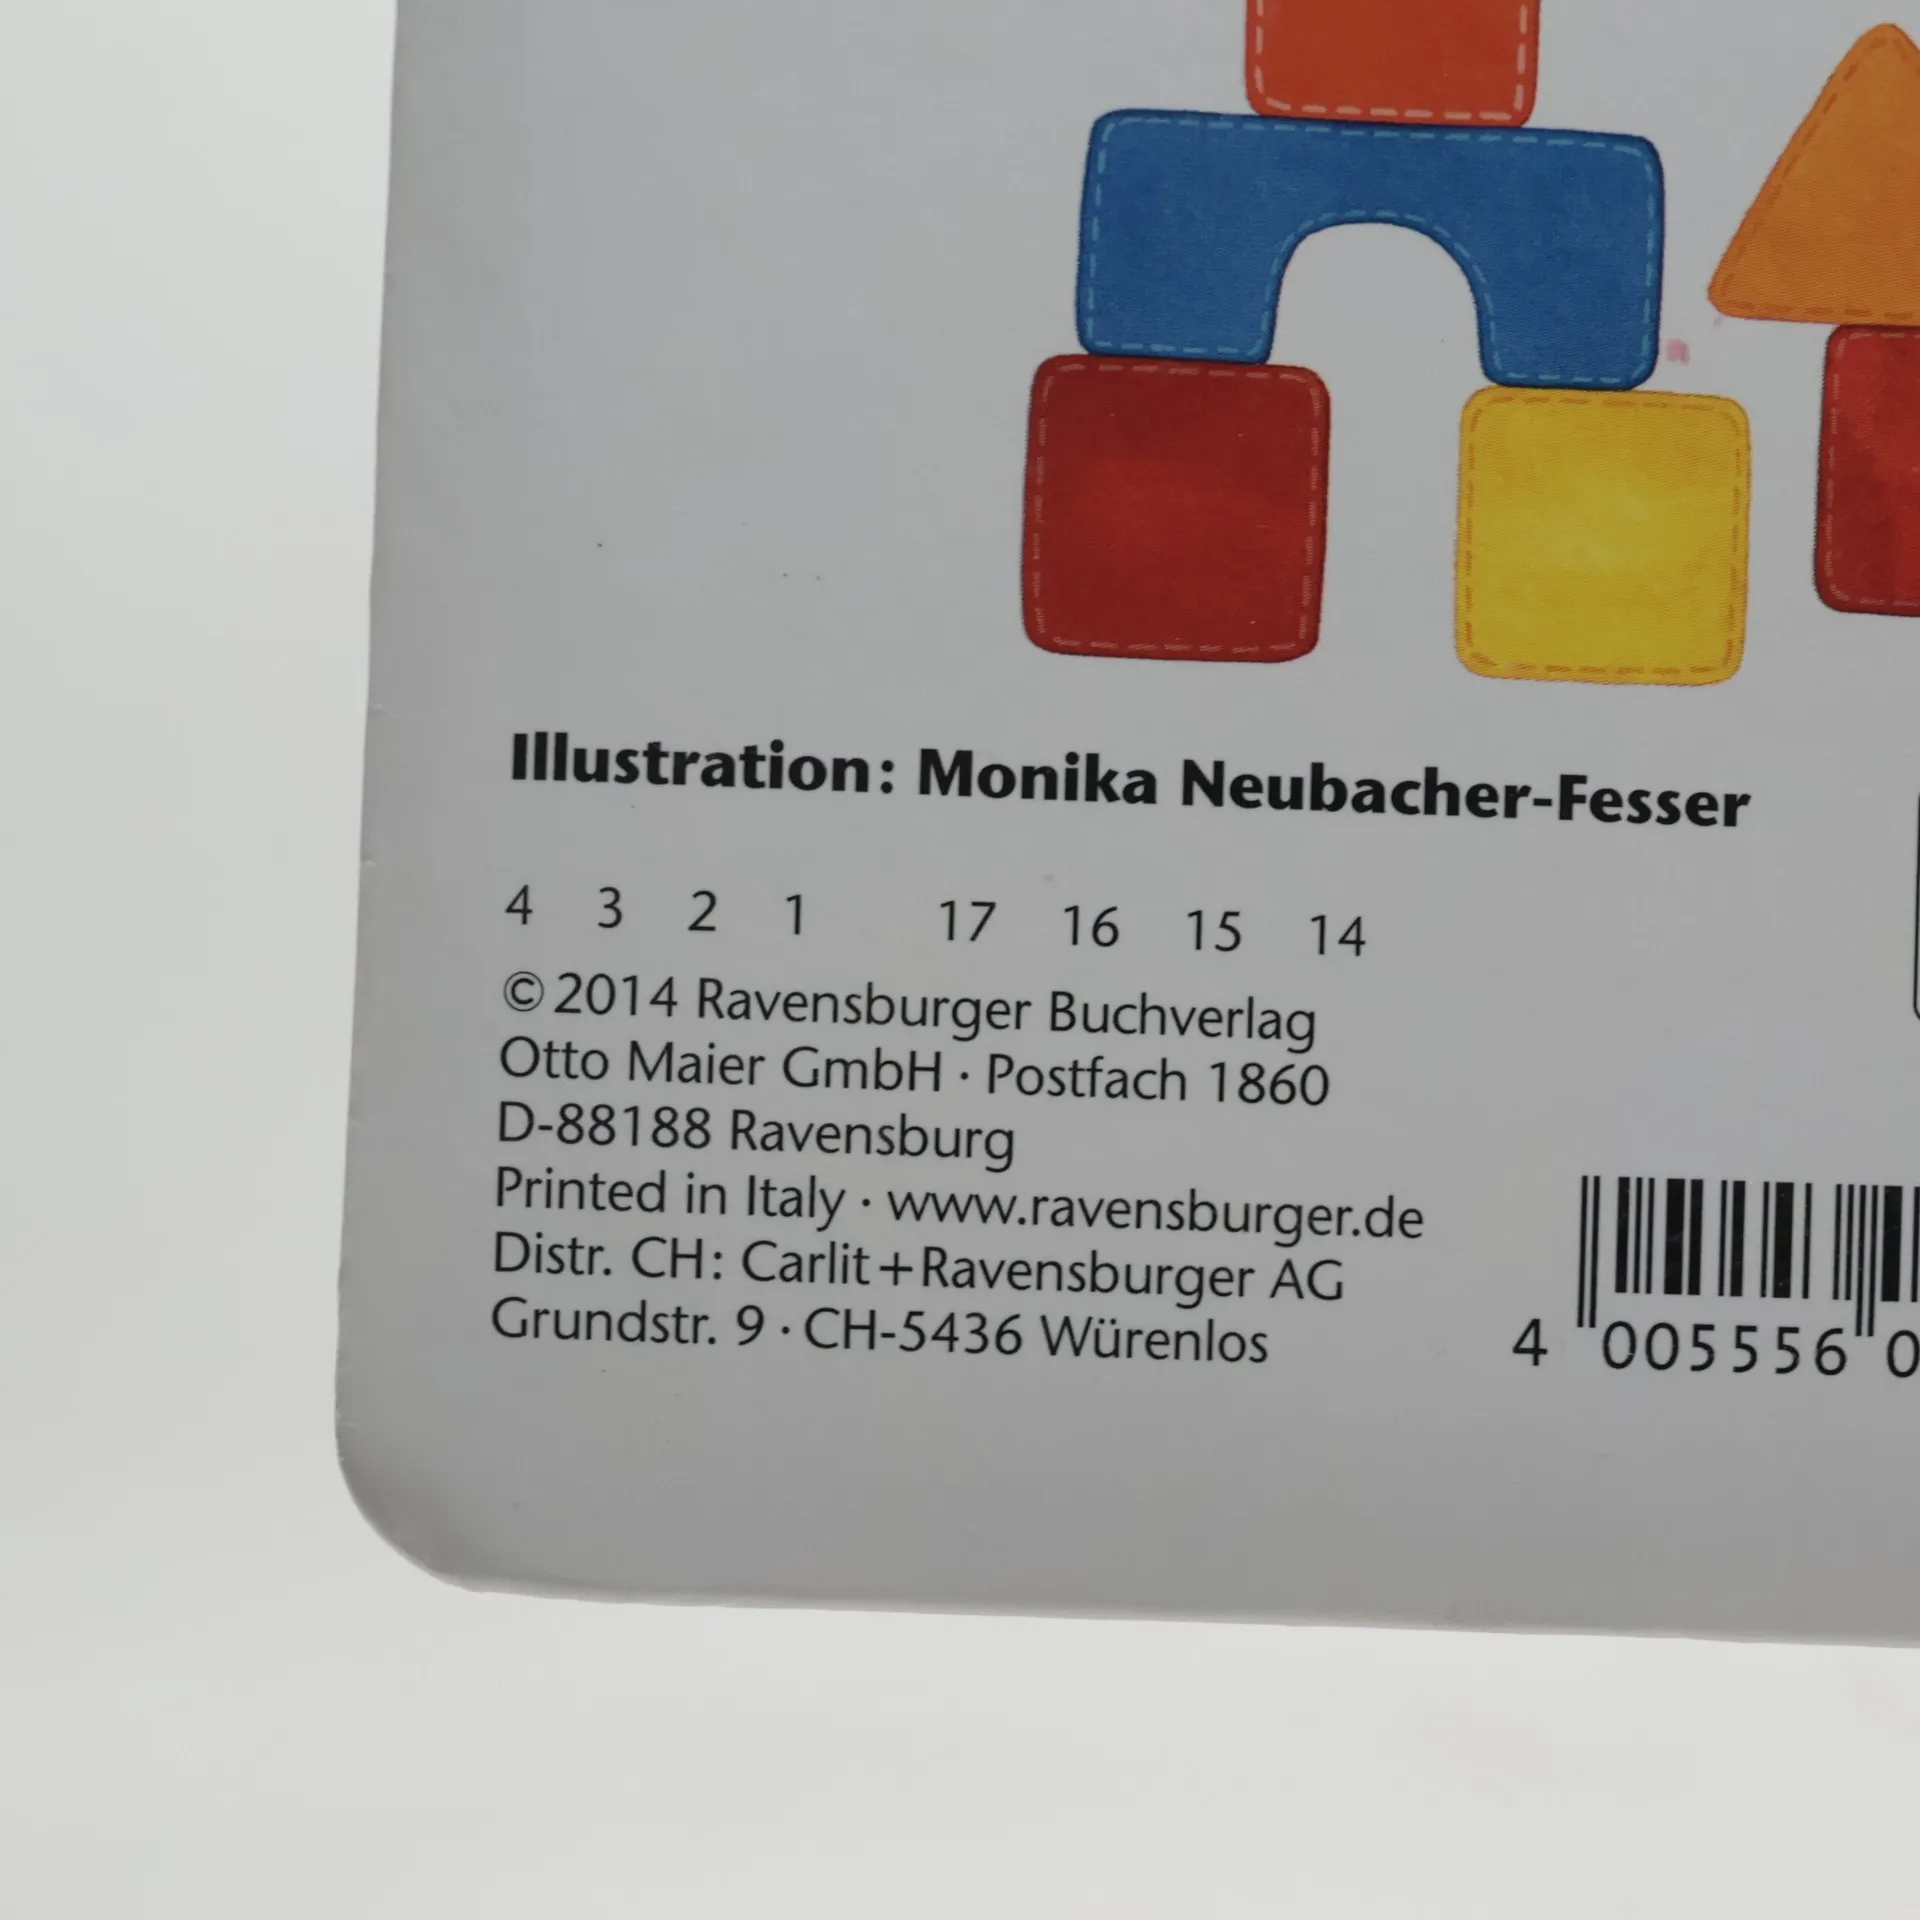 Illustration: Monika Neubacher-Fesser
4 3 2 1 17 16 15 14
© 2014 Ravensburger Buchverlag
Otto Maier GmbH · Postfach 1860
D-88188 Ravensburg
Printed in Italy · www.ravensburger.de
Distr. CH: Carlit+Ravensburger AG
Grundstr. 9 · CH-5436 Würenlos
4 005556 0